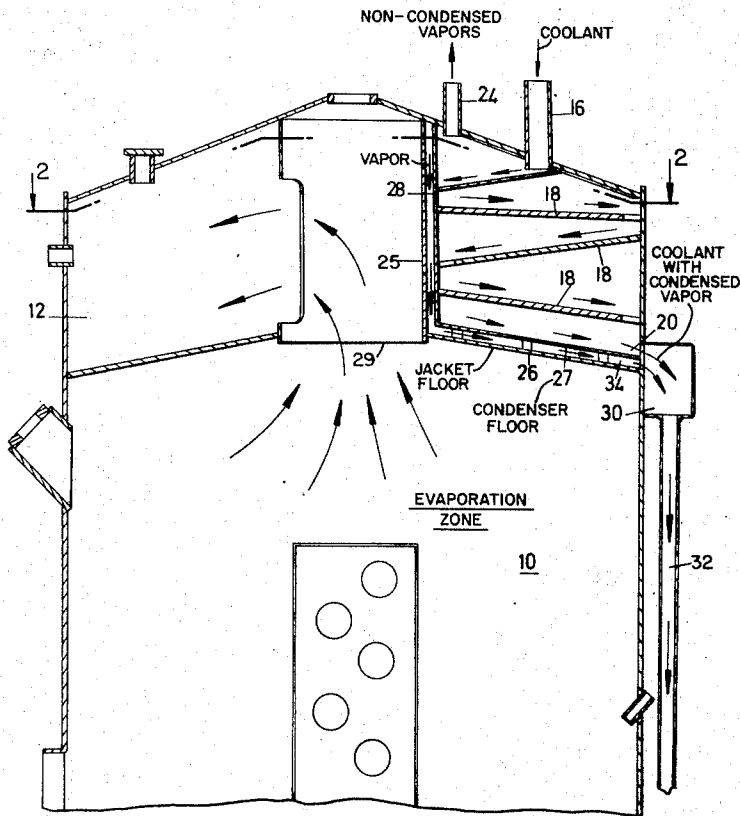 NON-CONDENSED
VAPORS
COOLANT
24
16
2
2
VAPOR
28
18
18
25
18
COOLANT
WITH
CONDENSED
VAPOR
12
20
29
JACKET
FLOOR
26
27
34
CONDENSER
FLOOR
30
EVAPORATION
ZONE
10
32